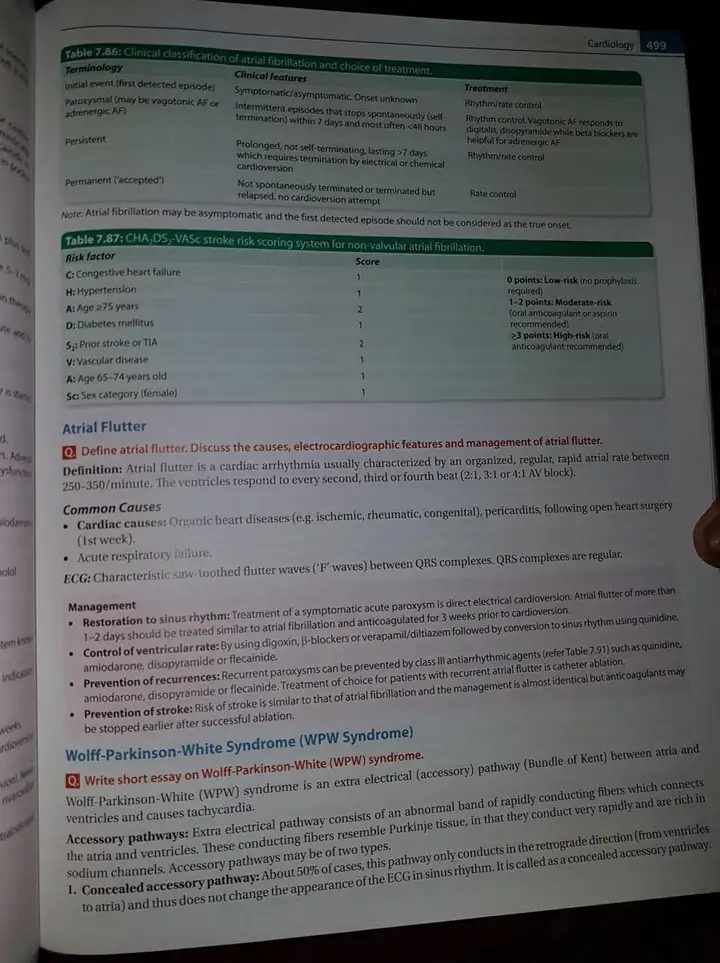 Cardiology 499
Table 7.86: Clinical classification of atrial fibrillation and choice of treatment.
Terminology Clinical features Treatment
Initial event (first detected episode) Symptomatic/asymptomatic. Onset unknown Rhythm/rate control
Paroxysmal (may be vagotonic AF or adrenergic AF) Intermittent episodes that stops spontaneously (self-termination) within 7 days and most often <48 hours Rhythm control. Vagotonic AF responds to digitalis, disopyramide while beta blockers are helpful for adrenergic AF
Persistent Prolonged, not self-terminating, lasting >7 days which requires termination by electrical or chemical cardioversion Rhythm/rate control
Permanent ('accepted') Not spontaneously terminated or terminated but relapsed, no cardioversion attempt Rate control
Note: Atrial fibrillation may be asymptomatic and the first detected episode should not be considered as the true onset.
Table 7.87: CHA₂DS₂-VASc stroke risk scoring system for non-valvular atrial fibrillation.
Risk factor Score
C: Congestive heart failure 1
H: Hypertension 1
A: Age ≥75 years 2
D: Diabetes mellitus 1
S₂: Prior stroke or TIA 2
V: Vascular disease 1
A: Age 65–74 years old 1
Sc: Sex category (female) 1
0 points: Low-risk (no prophylaxis
required)
1–2 points: Moderate-risk
(oral anticoagulant or aspirin
recommended)
≥3 points: High-risk (oral
anticoagulant recommended)
Atrial Flutter
Q. Define atrial flutter. Discuss the causes, electrocardiographic features and management of atrial flutter.
Definition: Atrial flutter is a cardiac arrhythmia usually characterized by an organized, regular, rapid atrial rate between
250–350/minute. The ventricles respond to every second, third or fourth beat (2:1, 3:1 or 4:1 AV block).
Common Causes
• Cardiac causes: Organic heart diseases (e.g. ischemic, rheumatic, congenital), pericarditis, following open heart surgery
(1st week).
• Acute respiratory failure.
ECG: Characteristic saw-toothed flutter waves ('F' waves) between QRS complexes. QRS complexes are regular.
Management
• Restoration to sinus rhythm: Treatment of a symptomatic acute paroxysm is direct electrical cardioversion. Atrial flutter of more than
1–2 days should be treated similar to atrial fibrillation and anticoagulated for 3 weeks prior to cardioversion.
• Control of ventricular rate: By using digoxin, β-blockers or verapamil/diltiazem followed by conversion to sinus rhythm using quinidine,
amiodarone, disopyramide or flecainide.
• Prevention of recurrences: Recurrent paroxysms can be prevented by class III antiarrhythmic agents (refer Table 7.91) such as quinidine,
amiodarone, disopyramide or flecainide. Treatment of choice for patients with recurrent atrial flutter is catheter ablation.
• Prevention of stroke: Risk of stroke is similar to that of atrial fibrillation and the management is almost identical but anticoagulants may
be stopped earlier after successful ablation.
Wolff-Parkinson-White Syndrome (WPW Syndrome)
Q. Write short essay on Wolff-Parkinson-White (WPW) syndrome.
Wolff-Parkinson-White (WPW) syndrome is an extra electrical (accessory) pathway (Bundle of Kent) between atria and
ventricles and causes tachycardia.
Accessory pathways: Extra electrical pathway consists of an abnormal band of rapidly conducting fibers which connects
the atria and ventricles. These conducting fibers resemble Purkinje tissue, in that they conduct very rapidly and are rich in
sodium channels. Accessory pathways may be of two types.
1. Concealed accessory pathway: About 50% of cases, this pathway only conducts in the retrograde direction (from ventricles
to atria) and thus does not change the appearance of the ECG in sinus rhythm. It is called as a concealed accessory pathway.